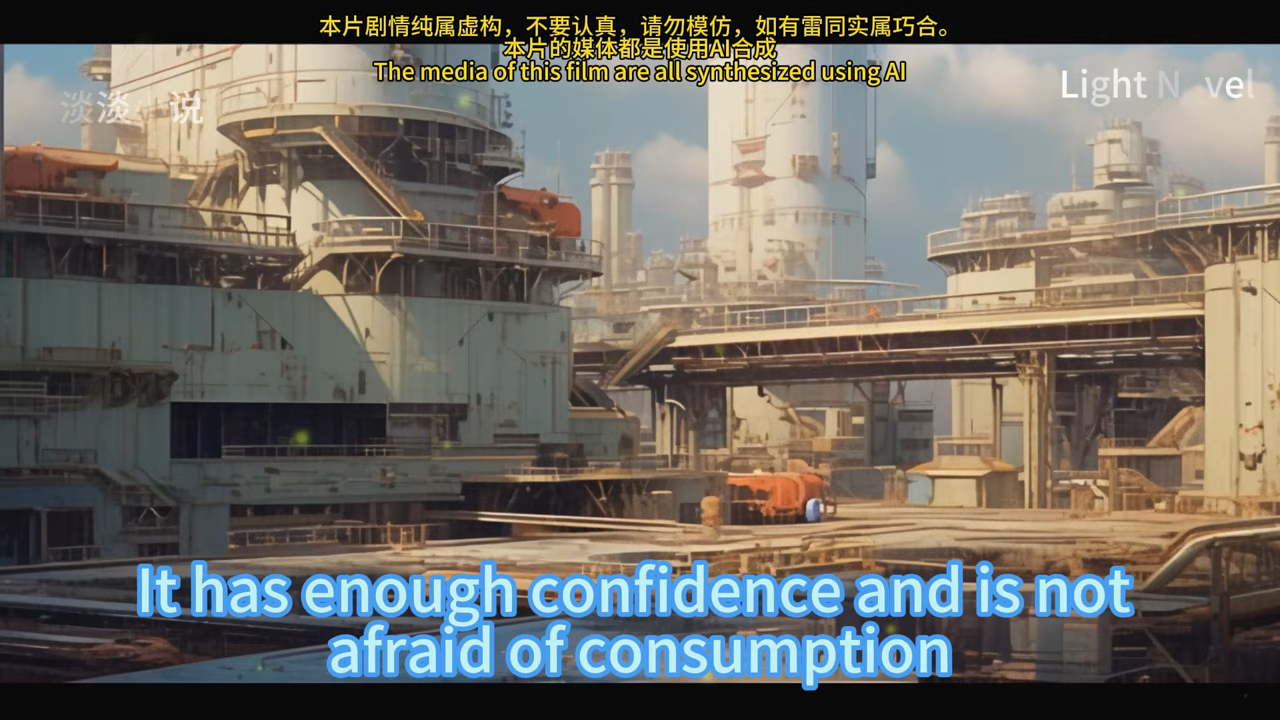 本片剧情纯属虚构，不要认真，请勿模仿，如有雷同实属巧合。
本片的媒体都是使用AI合成
The media of this film are all synthesized using AI
Light N vel
淡淡 说
It has enough confidence and is not
afraid of consumption